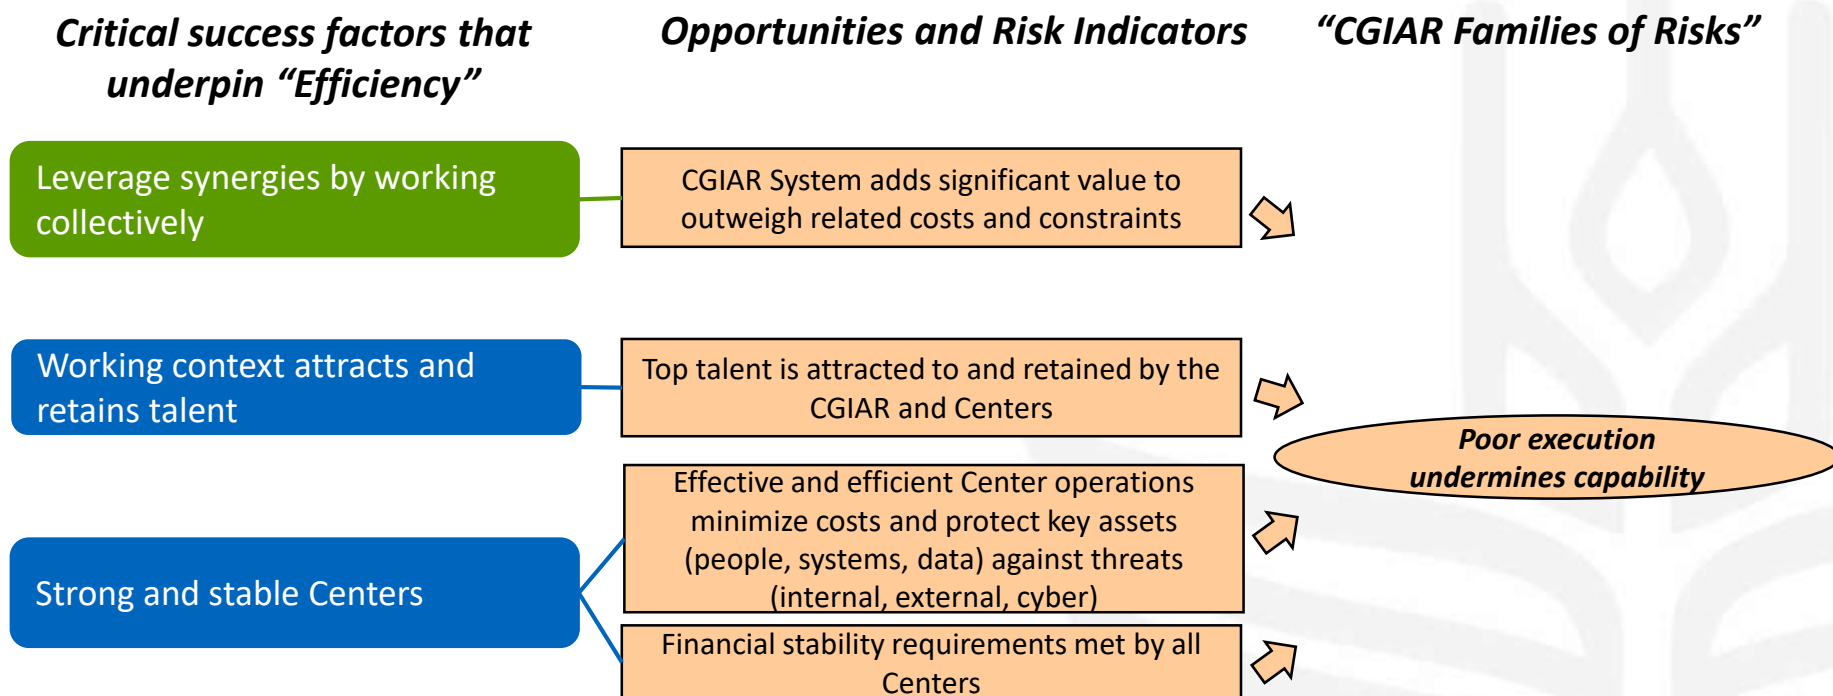 Critical success factors that
underpin “Efficiency”
Opportunities and Risk Indicators
“CGIAR Families of Risks”
Leverage synergies by working
collectively
CGIAR System adds significant value to
outweigh related costs and constraints
Working context attracts and
retains talent
Top talent is attracted to and retained by the
CGIAR and Centers
Poor execution
undermines capability
Strong and stable Centers
Effective and efficient Center operations
minimize costs and protect key assets
(people, systems, data) against threats
(internal, external, cyber)
Financial stability requirements met by all
Centers